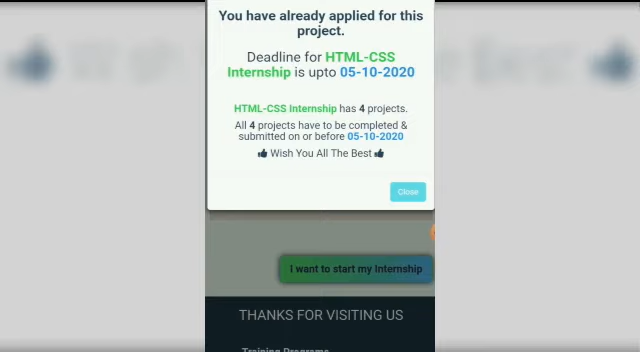 You have already applied for this
project.
Deadline for HTML-CSS
Internship is upto 05-10-2020
HTML-CSS Internship has 4 projects.
All 4 projects have to be completed &
submitted on or before 05-10-2020
Wish You All The Best
Close
I want to start my Internship
THANKS FOR VISITING US
Training Programs